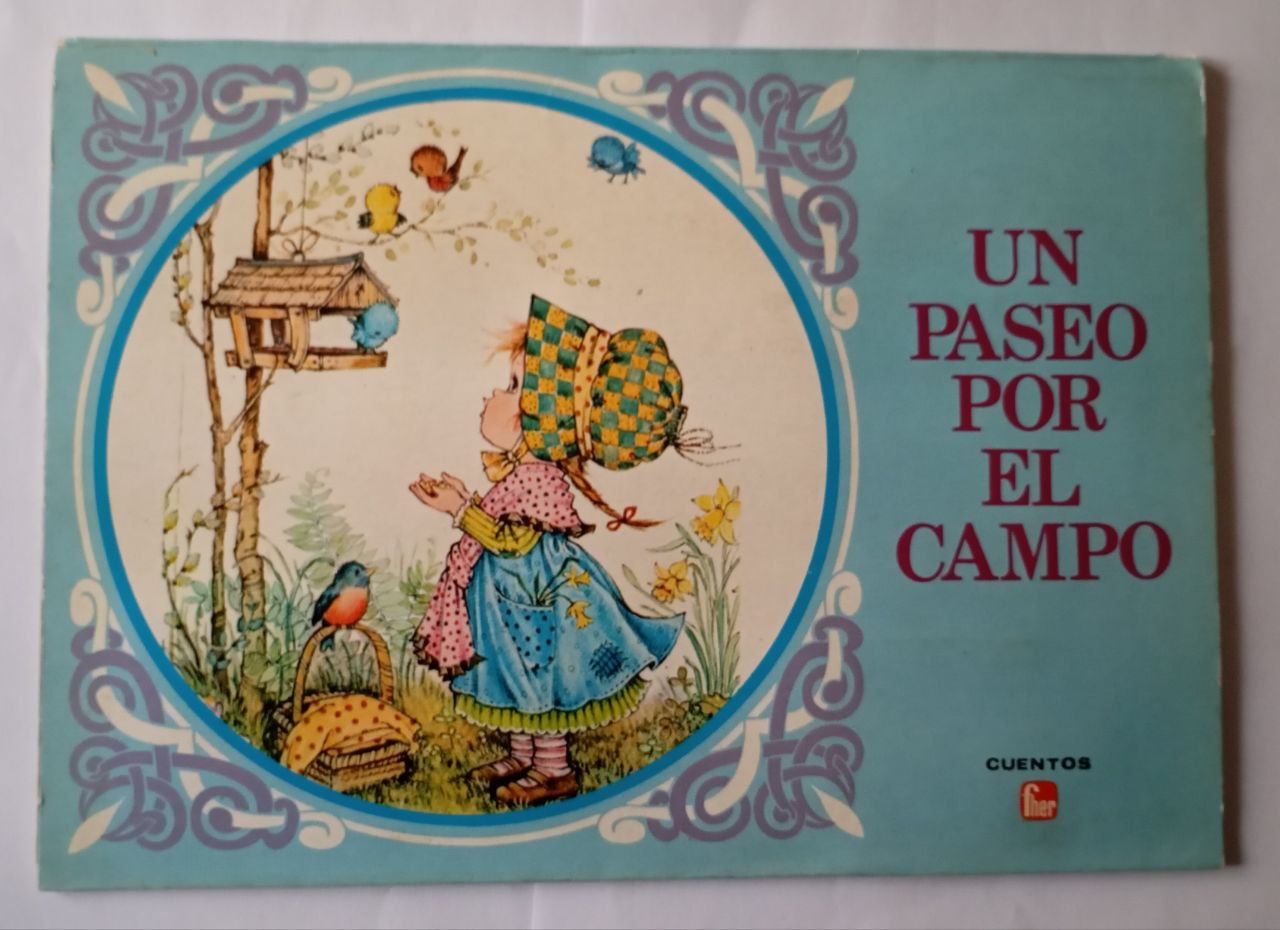 UN
PASEO
POR
EL
CAMPO
CUENTOS
fher